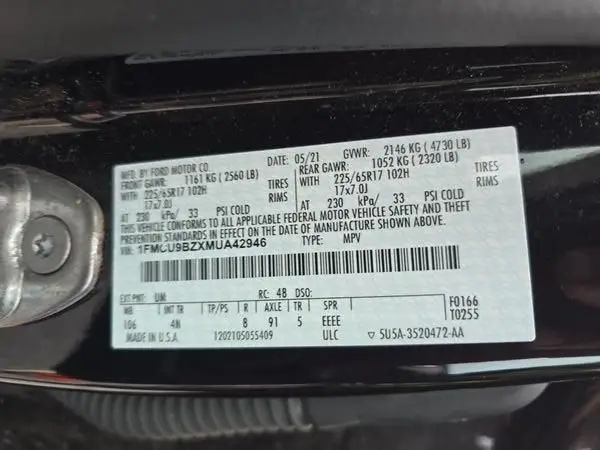 MFD. BY FORD MOTOR CO.
DATE: 05/21 GVWR: 2146 KG ( 4730 LB)
FRONT GAWR: 1161 KG ( 2560 LB) REAR GAWR: 1052 KG ( 2320 LB)
WITH 225/65R17 102H TIRES WITH 225/65R17 102H TIRES
17x7.0J RIMS 17x7.0J RIMS
AT 230 kPa/ 33 PSI COLD AT 230 kPa/ 33 PSI COLD
THIS VEHICLE CONFORMS TO ALL APPLICABLE FEDERAL MOTOR VEHICLE SAFETY AND THEFT
PREVENTION STANDARDS IN EFFECT ON THE DATE OF MANUFACTURE SHOWN ABOVE.
VIN: 1FMCU9BZXMUA42946 TYPE: MPV
EXT PNT: UM RC: 48 DSO: F0166
WB INT TR TP/PS R AXLE TR SPR T0255
106 4N 8 91 5 EEEE
MADE IN U.S.A. 1202105055409 ULC 5U5A-3520472-AA